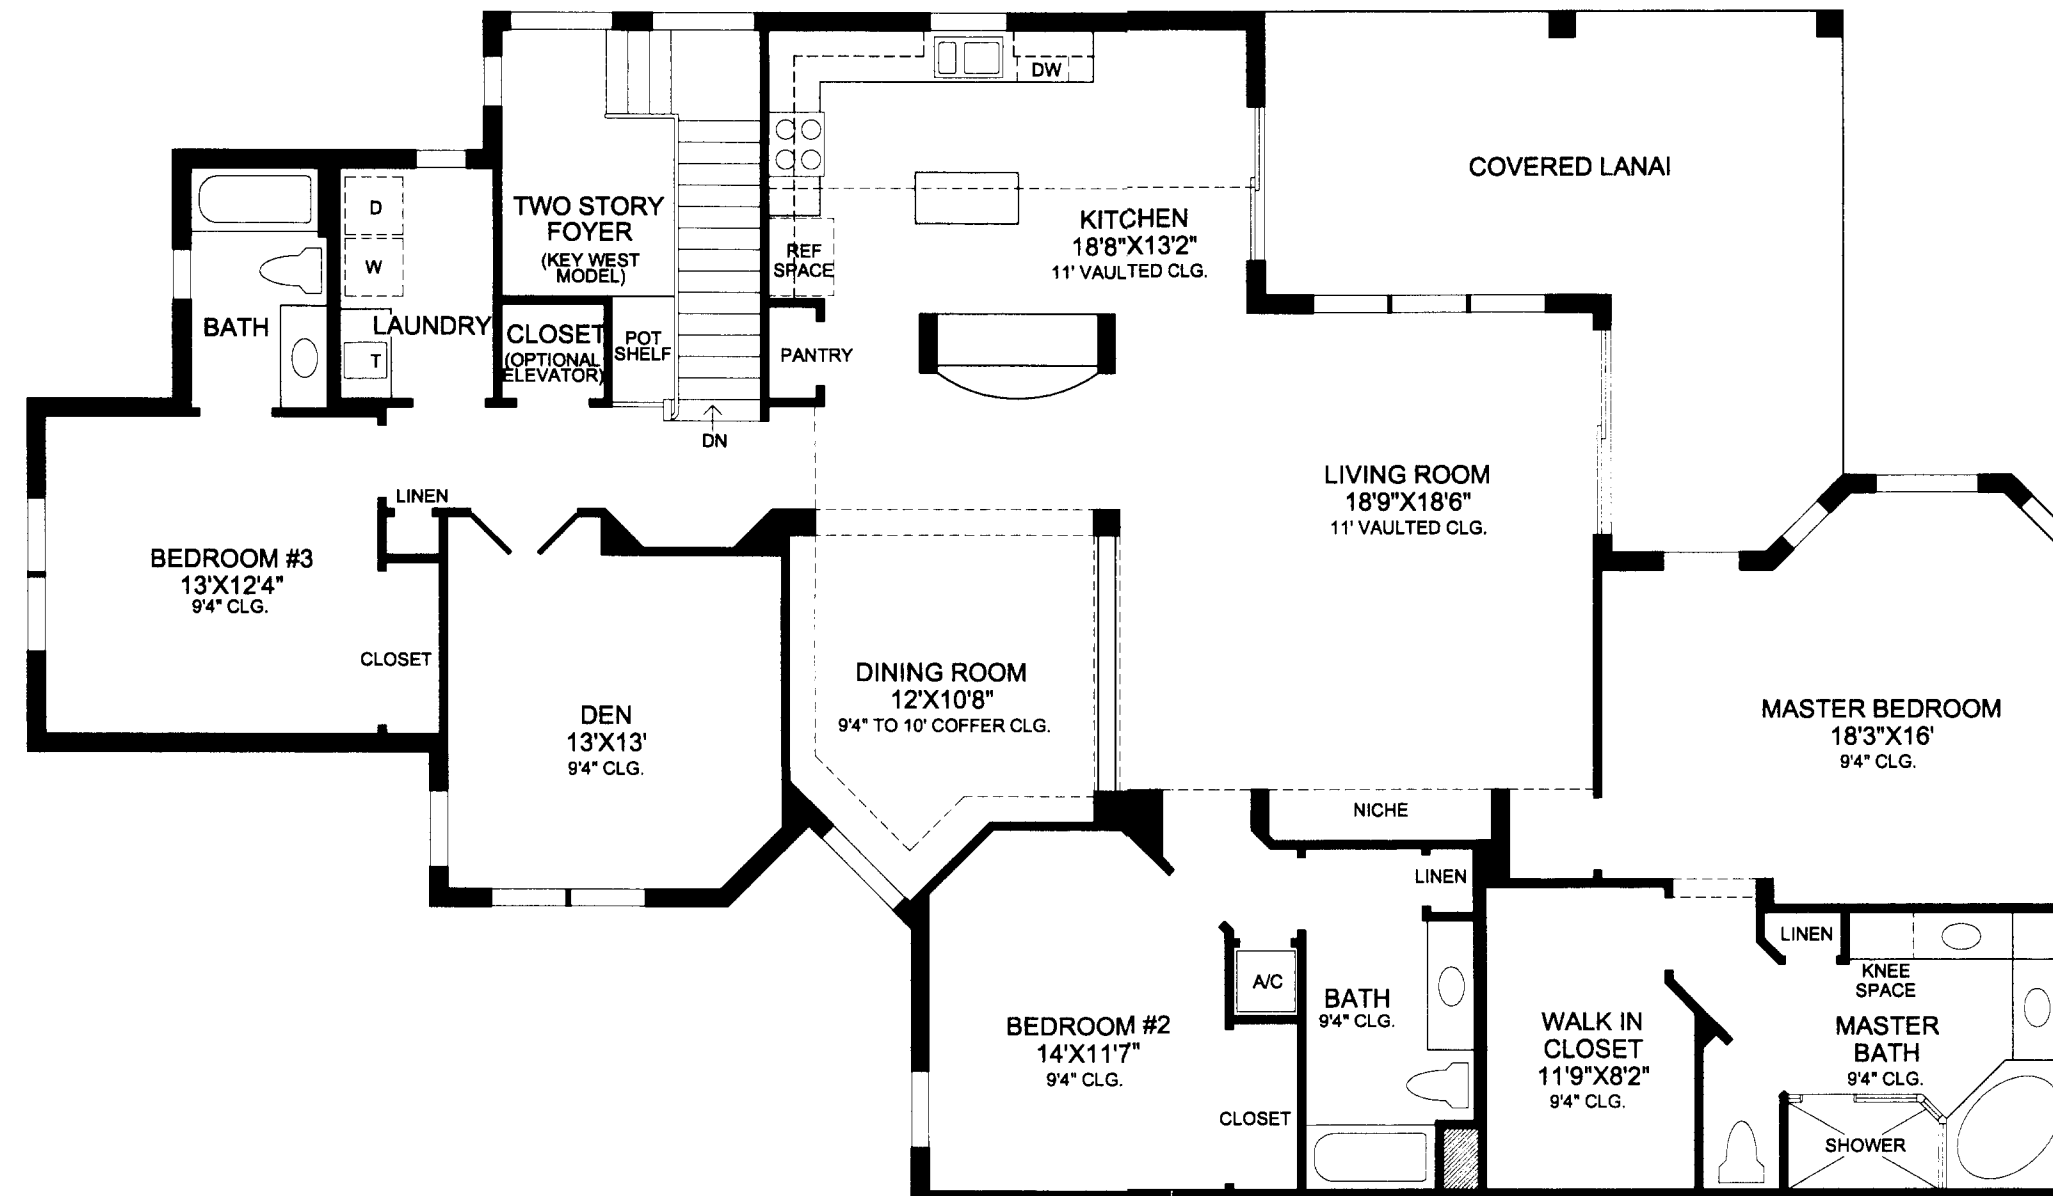 DW
COVERED LANAI
D
W
TWO STORY
FOYER
(KEY WEST
MODEL)
KITCHEN
18'8"X13'2"
11' VAULTED CLG.
REF
SPACE
BATH
LAUNDRY
T
CLOSET
(OPTIONAL
ELEVATOR)
POT
SHELF
PANTRY
DN
LINEN
LIVING ROOM
18'9"X18'6"
11' VAULTED CLG.
BEDROOM #3
13'X12'4"
9'4" CLG.
CLOSET
DEN
13'X13'
9'4" CLG.
DINING ROOM
12'X10'8"
9'4" TO 10' COFFER CLG.
MASTER BEDROOM
18'3"X16'
9'4" CLG.
NICHE
LINEN
LINEN
A/C
BATH
9'4" CLG.
KNEE
SPACE
BEDROOM #2
14'X11'7"
9'4" CLG.
WALK IN
CLOSET
11'9"X8'2"
9'4" CLG.
MASTER
BATH
9'4" CLG.
CLOSET
SHOWER